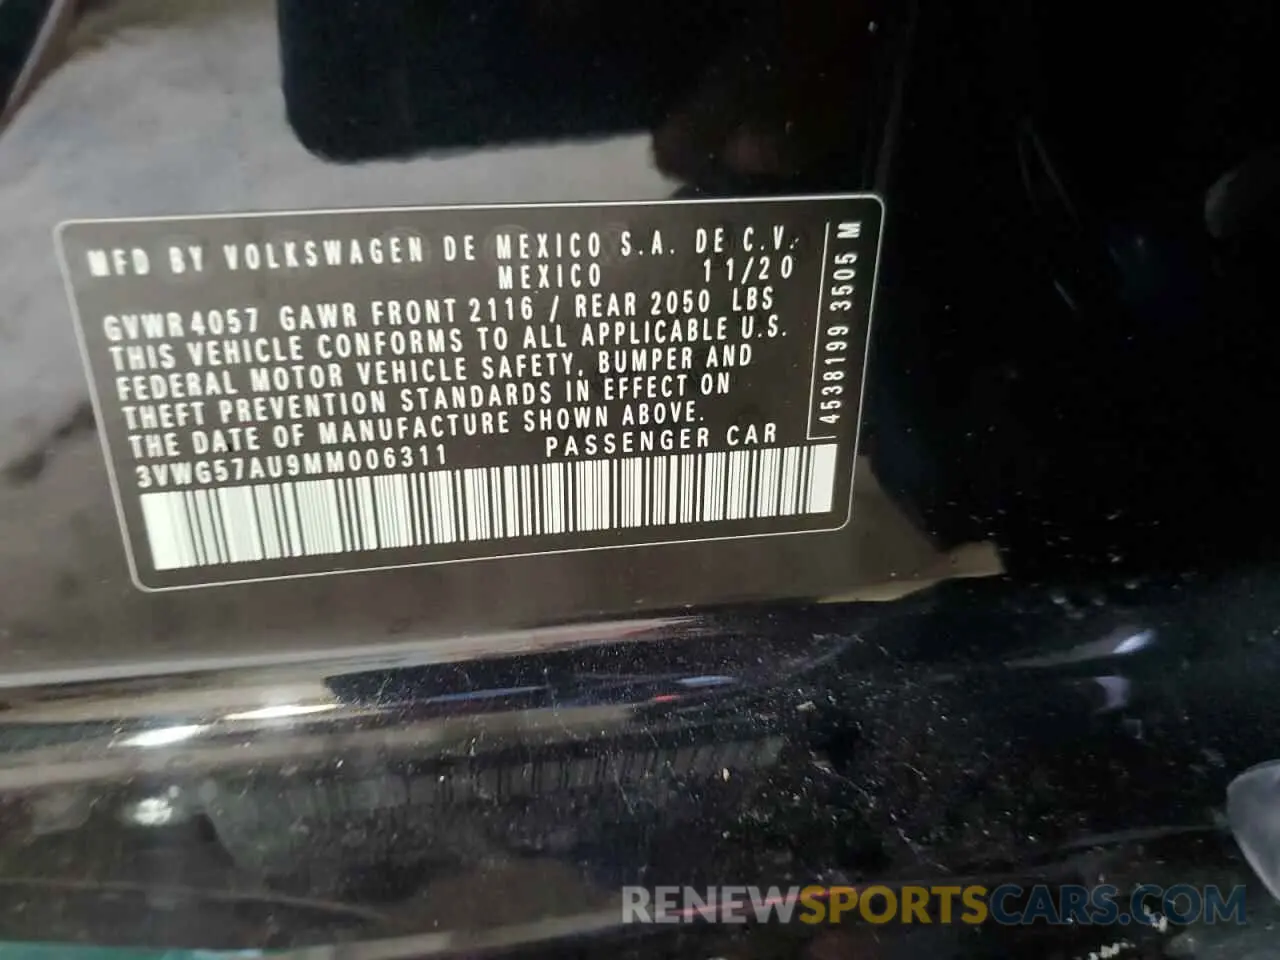 MFD BY VOLKSWAGEN DE MEXICO S.A. DE C.V.
MEXICO 11/20
GVWR 4057 GAWR FRONT 2116 / REAR 2050 LBS
THIS VEHICLE CONFORMS TO ALL APPLICABLE U.S.
FEDERAL MOTOR VEHICLE SAFETY, BUMPER AND
THEFT PREVENTION STANDARDS IN EFFECT ON
THE DATE OF MANUFACTURE SHOWN ABOVE.
3VWG57AU9MM006311 PASSENGER CAR
4538199 3505 M
RENEWSPORTSCARS.COM